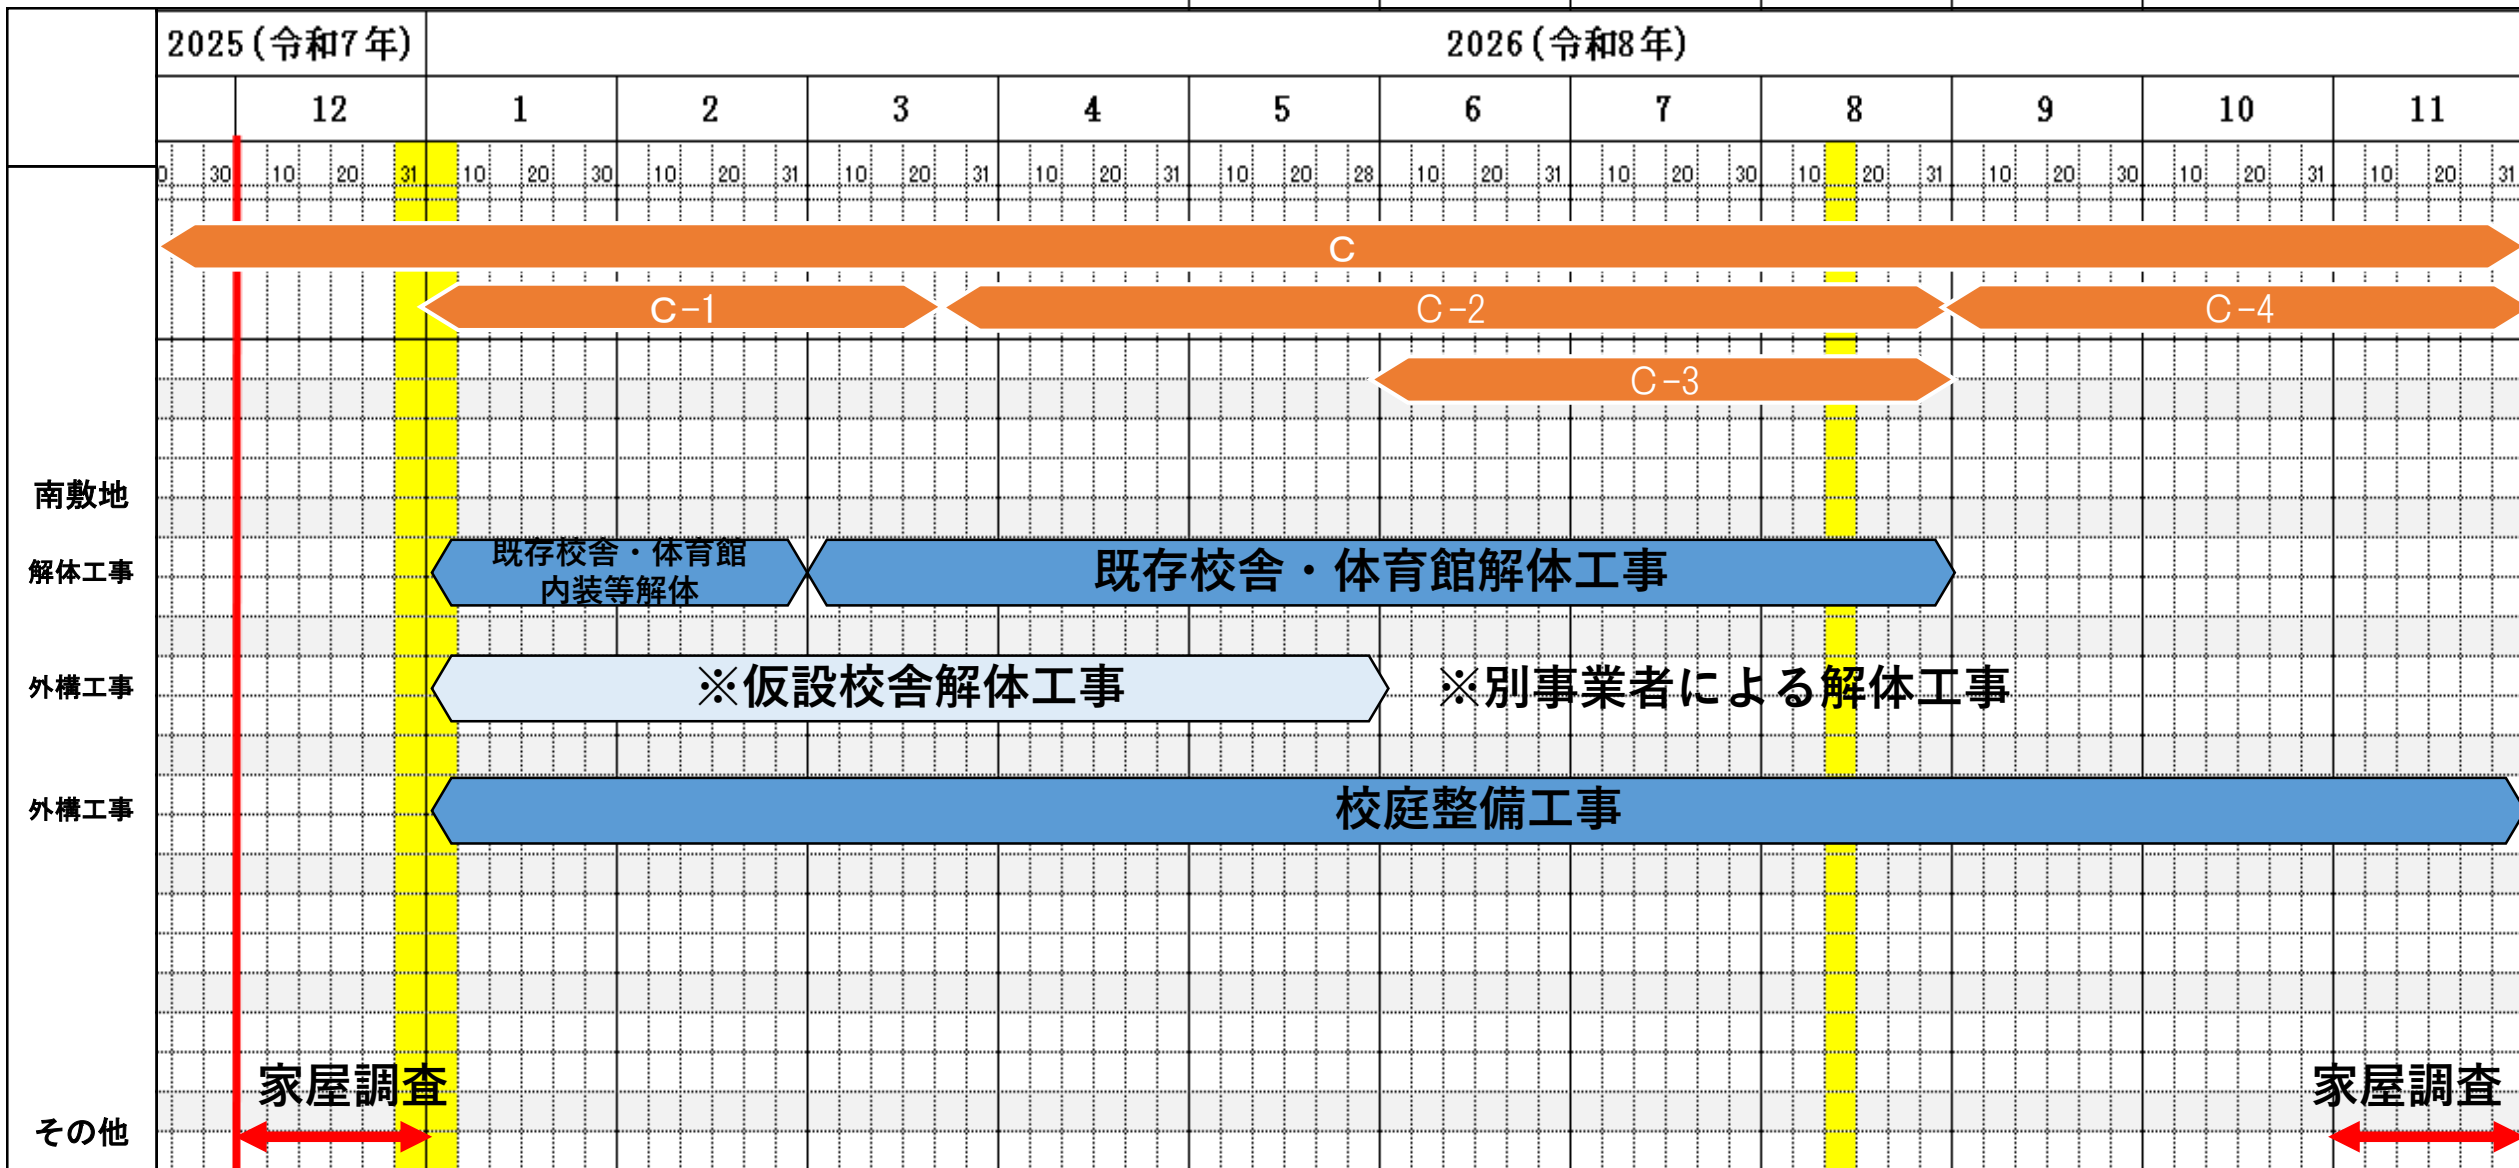 2025(令和7年) 2026(令和8年)
12 1 2 3 4 5 6 7 8 9 10 11
0 30 10 20 31 10 20 30 10 20 31 10 20 31 10 20 31 10 20 28 10 20 31 10 20 30 10 20 31 10 20 30 10 20 31 10 20 31
C
C-1 C-2 C-4
C-3
南敷地
解体工事 既存校舎・体育館 既存校舎・体育館解体工事
内装等解体
外構工事 ※仮設校舎解体工事 ※別事業者による解体工事
外構工事 校庭整備工事
家屋調査 家屋調査
その他